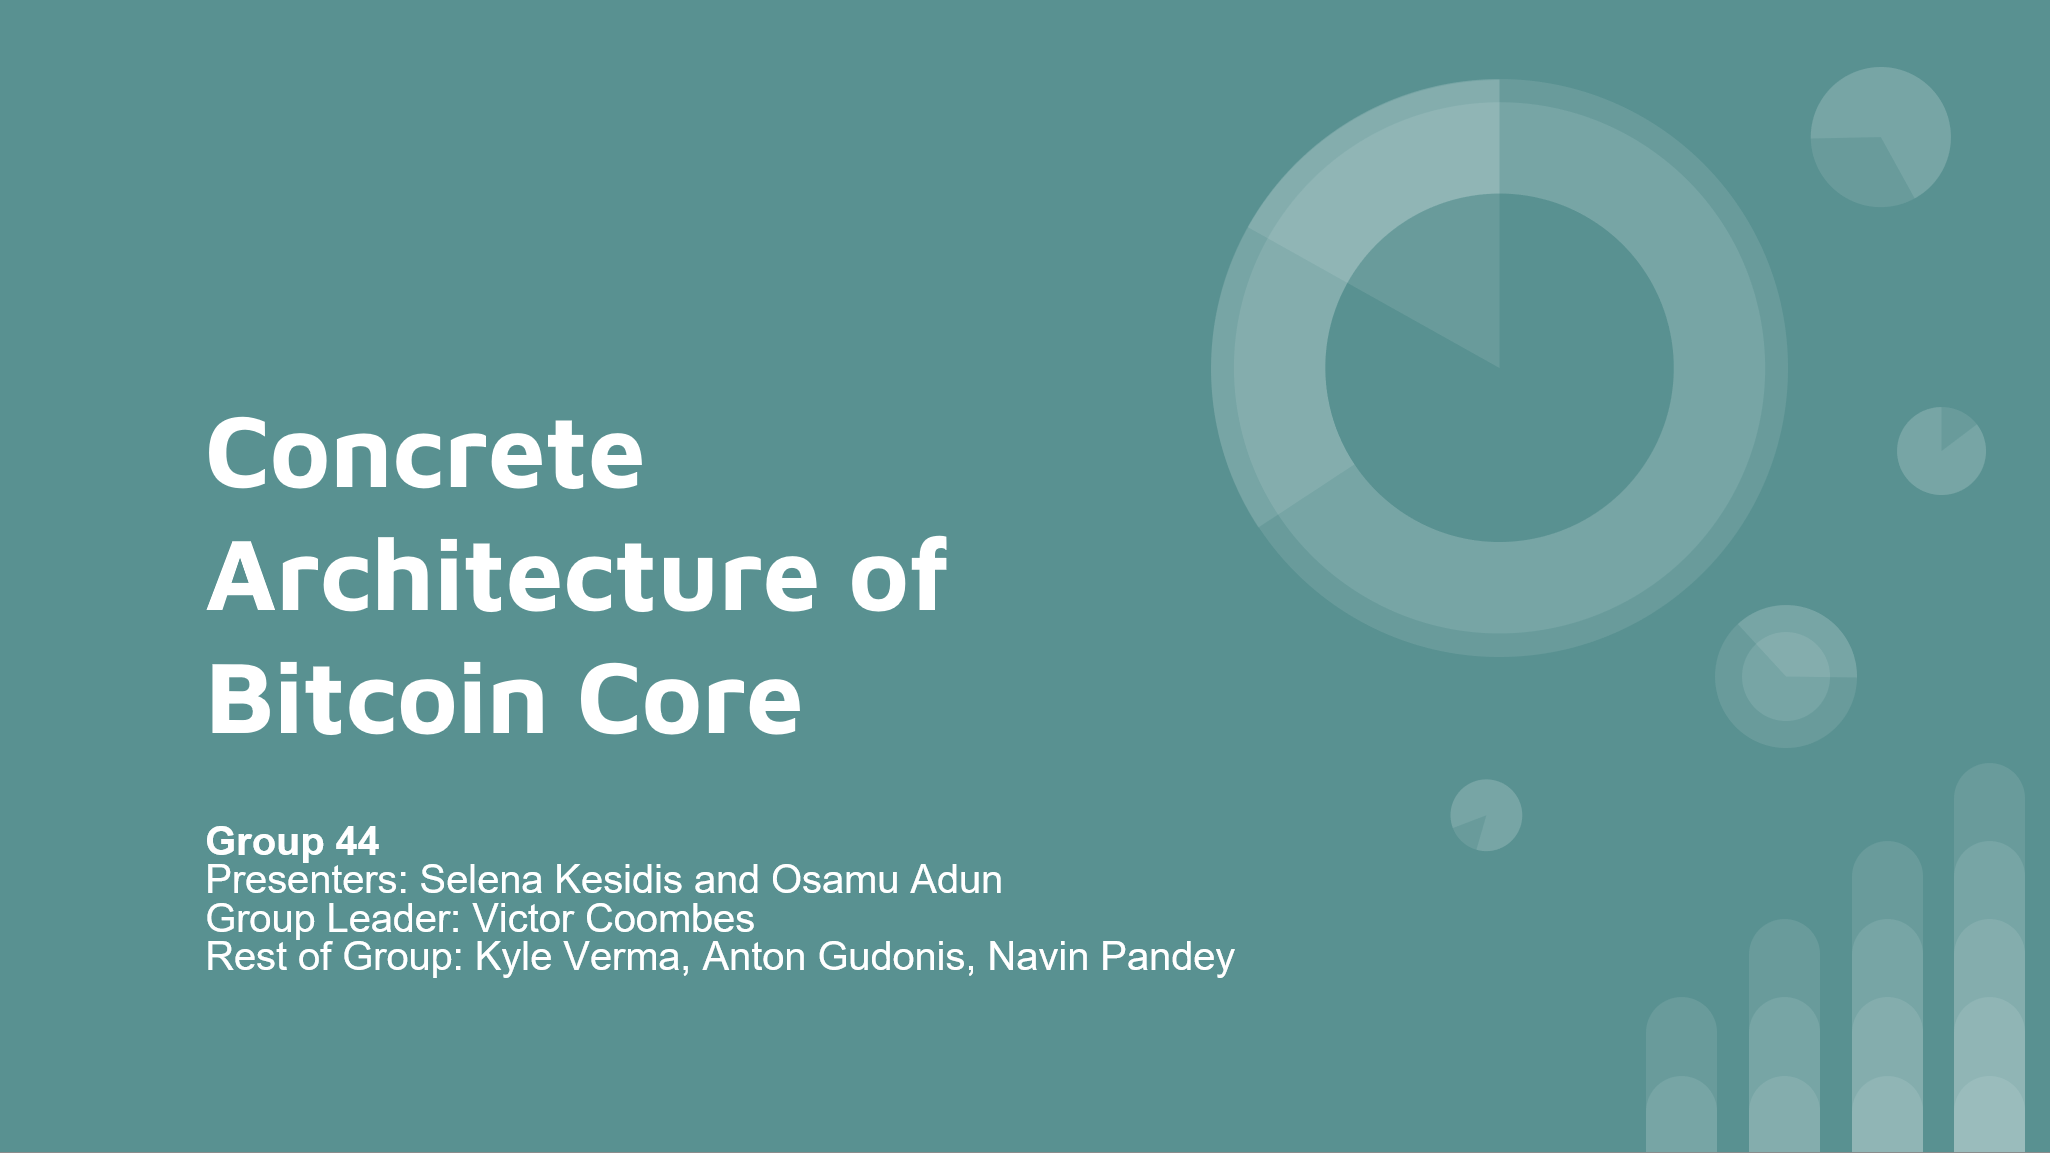 Concrete
Architecture of
Bitcoin Core
Group 44
Presenters: Selena Kesidis and Osamu Adun
Group Leader: Victor Coombes
Rest of Group: Kyle Verma, Anton Gudonis, Navin Pandey